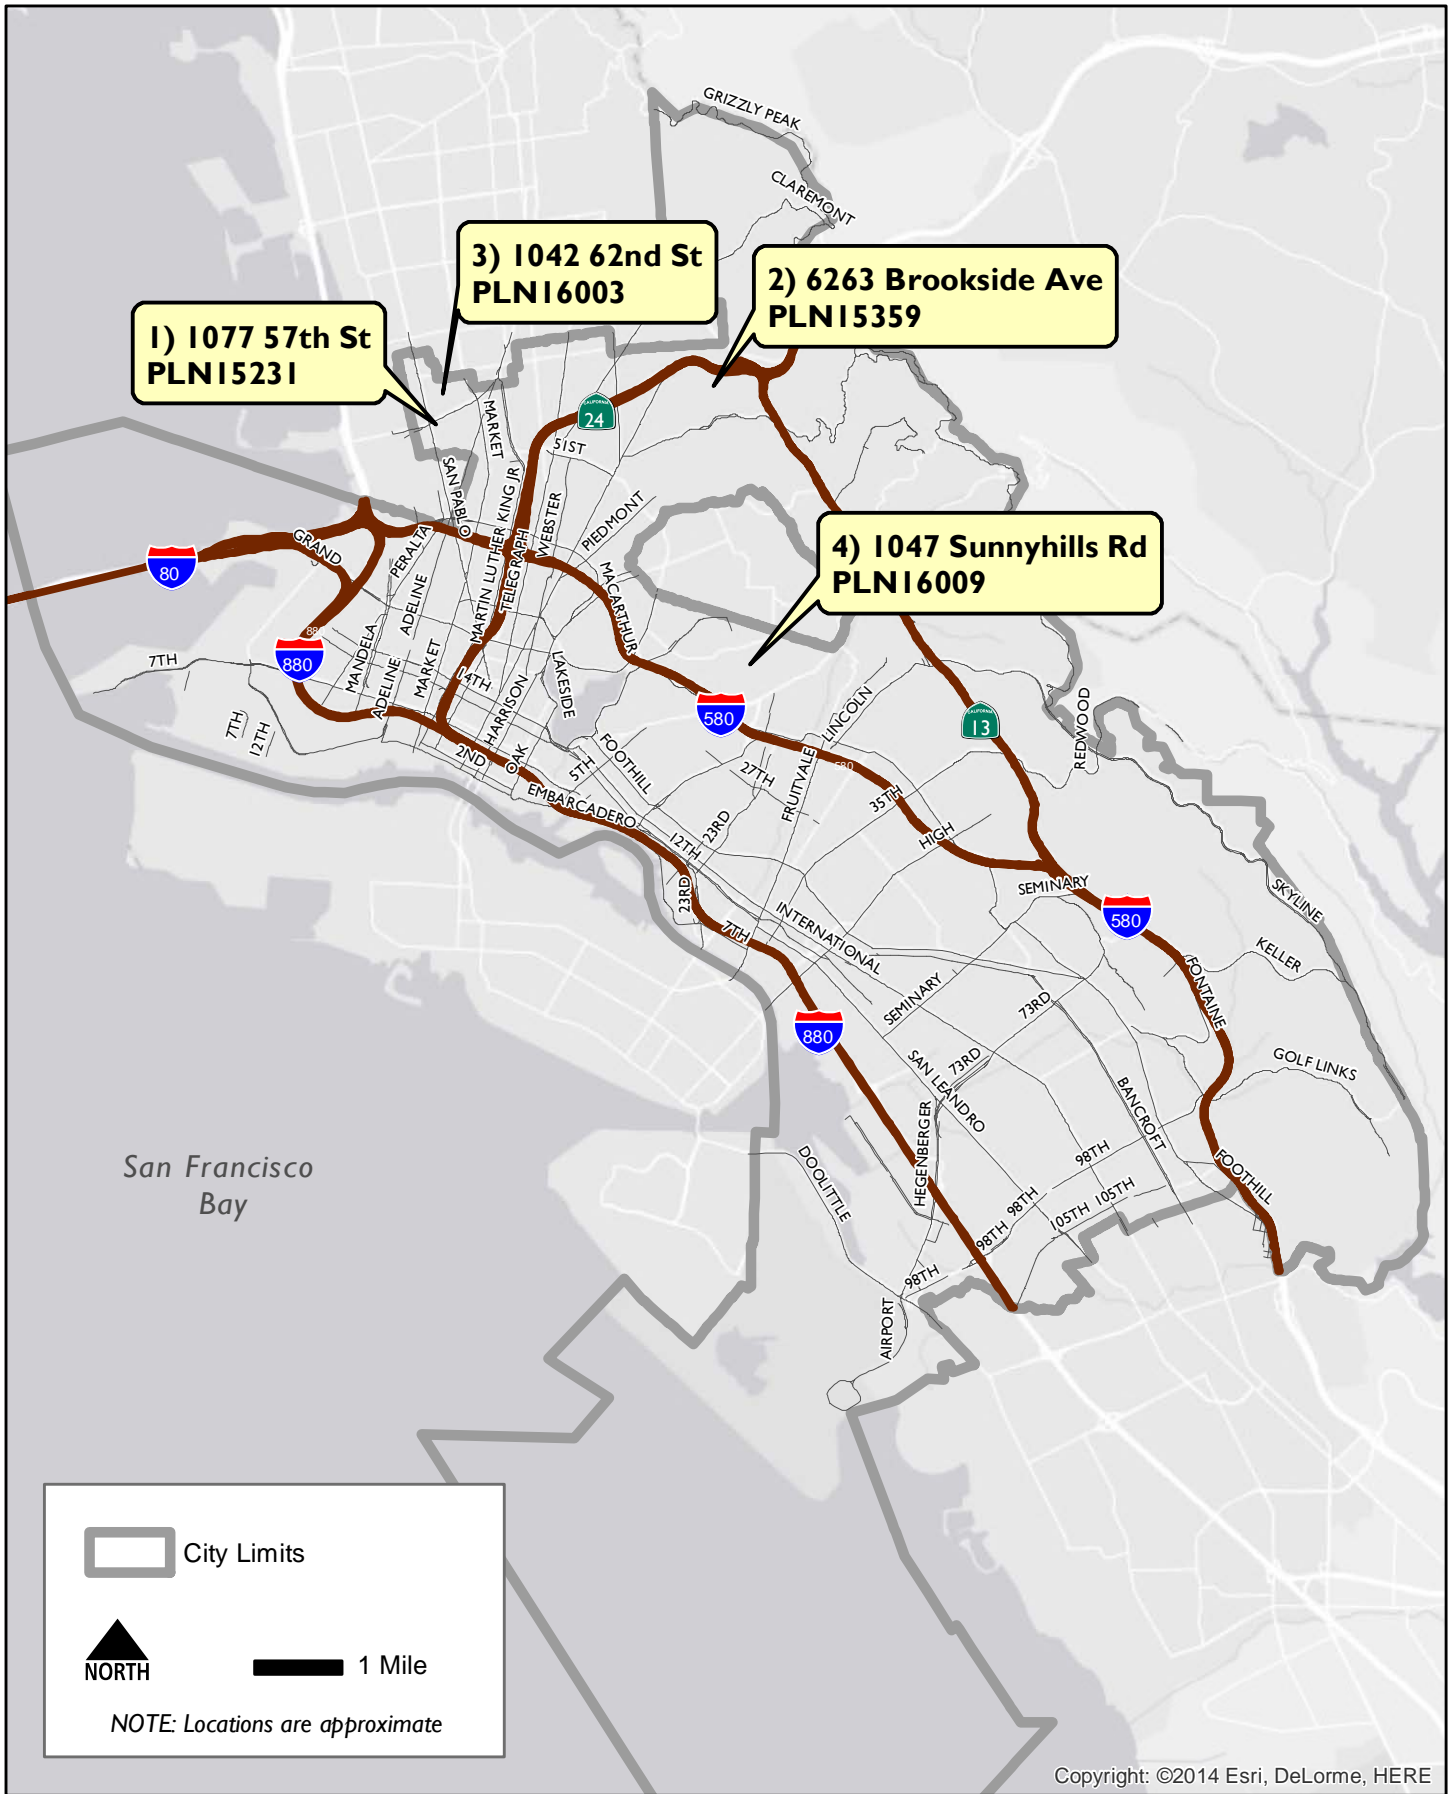 GRIZZLY PEAK
CLAREMONT
3) 1042 62nd St
PLN16003
2) 6263 Brookside Ave
PLN15359
1) 1077 57th St
PLN15231
CALIFORNIA
24
MARKET
51ST
SAN PABLO
MARTIN LUTHER KING JR
WEBSTER
PIEDMONT
TELEGRAPH
GRAND
PERALTA
80
4) 1047 Sunnyhills Rd
PLN16009
ADELINE
MACARTHUR
880
7TH
MANDELA
ADELINE
MARKET
14TH
HARRISON
LAKESIDE
580
LINCOLN
CALIFORNIA
13
REDWOOD
7TH
12TH
2ND
OAK
5TH
FOOTHILL
27TH
FRUITVALE
580
35TH
EMBARCADERO
12TH
23RD
HIGH
23RD
SEMINARY
SKYLINE
580
7TH
INTERNATIONAL
KELLER
FONTAINE
SEMINARY
73RD
880
SAN LEANDRO
73RD
GOLF LINKS
BANCROFT
HEGENBERGER
DOOLITTLE
98TH
FOOTHILL
98TH
105TH
105TH
98TH
98TH
AIRPORT
San Francisco
Bay
City Limits
NORTH
1 Mile
NOTE: Locations are approximate
Copyright: ©2014 Esri, DeLorme, HERE